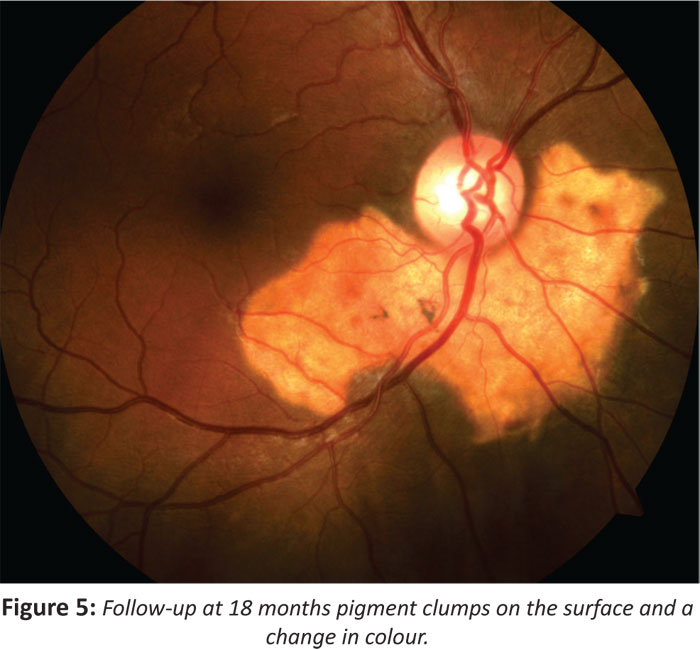 Figure 5: Follow-up at 18 months pigment clumps on the surface and a
change in colour.